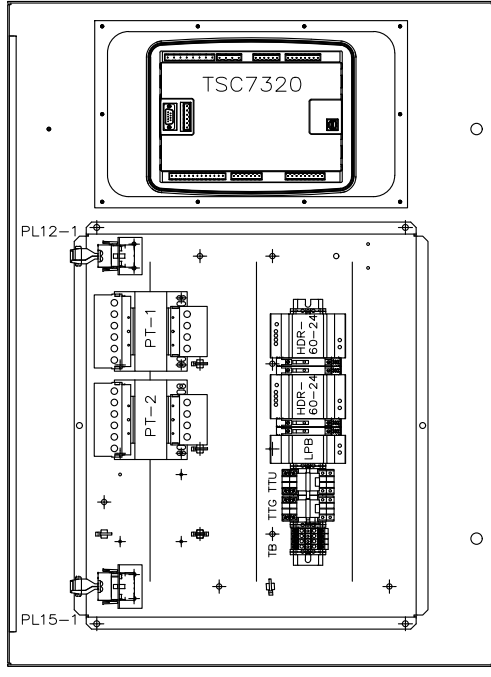 TSC7320
PL12-1
PT-1
HDR-
60-24
PT-2
HDR-
60-24
LPB
TTU
TTG
TB
PL15-1